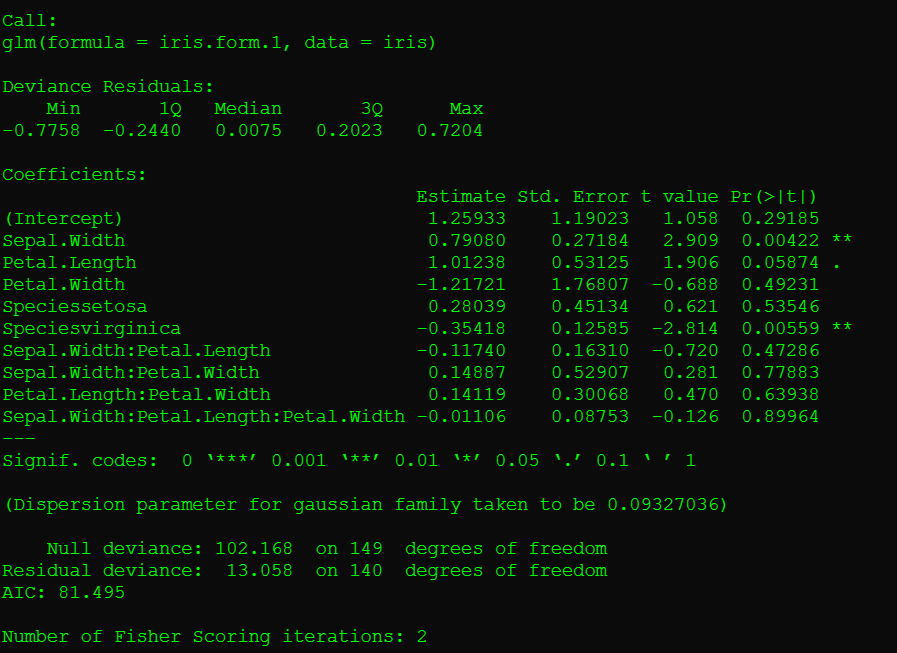 Call:
glm(formula = iris.form.1, data = iris)

Deviance Residuals:
    Min       1Q   Median       3Q      Max
-0.7758  -0.2440   0.0075   0.2023   0.7204

Coefficients:
                                     Estimate Std. Error t value Pr(>|t|)
(Intercept)                           1.25933    1.19023   1.058  0.29185
Sepal.Width                           0.79080    0.27184   2.909  0.00422 **
Petal.Length                          1.01238    0.53125   1.906  0.05874 .
Petal.Width                          -1.21721    1.76807  -0.688  0.49231
Speciessetosa                         0.28039    0.45134   0.621  0.53546
Speciesvirginica                     -0.35418    0.12585  -2.814  0.00559 **
Sepal.Width:Petal.Length             -0.11740    0.16310  -0.720  0.47286
Sepal.Width:Petal.Width               0.14887    0.52907   0.281  0.77883
Petal.Length:Petal.Width              0.14119    0.30068   0.470  0.63938
Sepal.Width:Petal.Length:Petal.Width -0.01106    0.08753  -0.126  0.89964
---
Signif. codes:  0 ‘***’ 0.001 ‘**’ 0.01 ‘*’ 0.05 ‘.’ 0.1 ‘ ’ 1

(Dispersion parameter for gaussian family taken to be 0.09327036)

    Null deviance: 102.168  on 149  degrees of freedom
Residual deviance:  13.058  on 140  degrees of freedom
AIC: 81.495

Number of Fisher Scoring iterations: 2